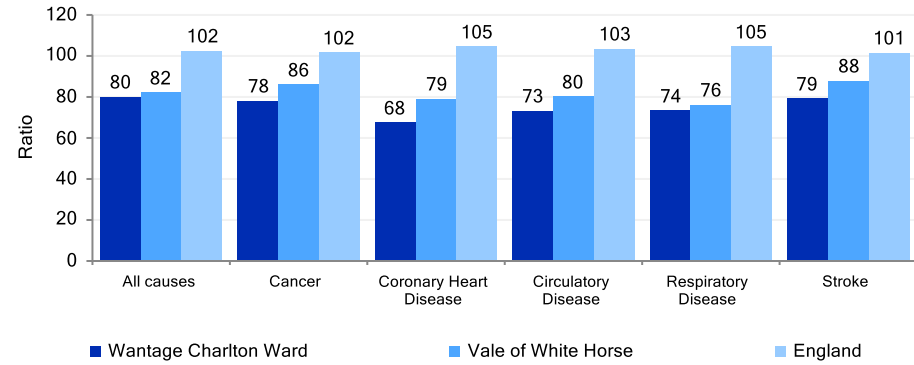 120
102
102
105
103
105
101
100
80
82
78
86
68
79
73
80
74
76
79
88
80
60
40
20
0
Ratio
All causes
Cancer
Coronary Heart
Disease
Circulatory
Disease
Respiratory
Disease
Stroke
Wantage Charlton Ward
Vale of White Horse
England